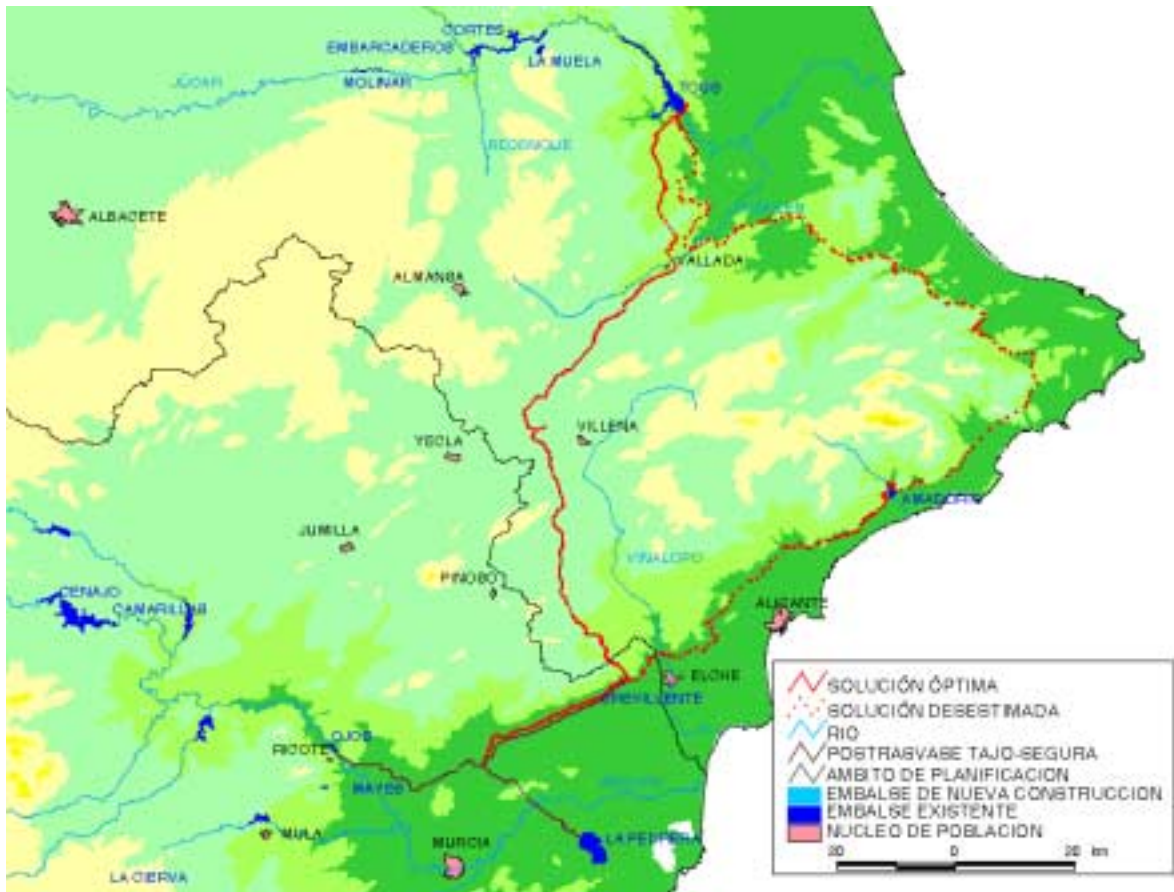 CORTES
EMBARCADEROS
LA MUELA
JÚCAR
MOLINAR
TOUS
ALBACETE
VALLADA
ALMANSA
VILLENA
YECLA
AMADORIO
JUMILLA
VINALOPO
PINOSO
CENAJO
CAMARILLAS
ALICANTE
ELCHE
CREVILLENTE
OJOS
RICOTE
MAYES
MULA
LA PEDRERA
MURCIA
LA CIERVA
SOLUCIÓN ÓPTIMA
SOLUCIÓN DESESTIMADA
RIO
POSTRASVASE TAJO-SEGURA
AMBITO DE PLANIFICACION
EMBALSE DE NUEVA CONSTRUCCION
EMBALSE EXISTENTE
NUCLEO DE POBLACION
20 0 20 km